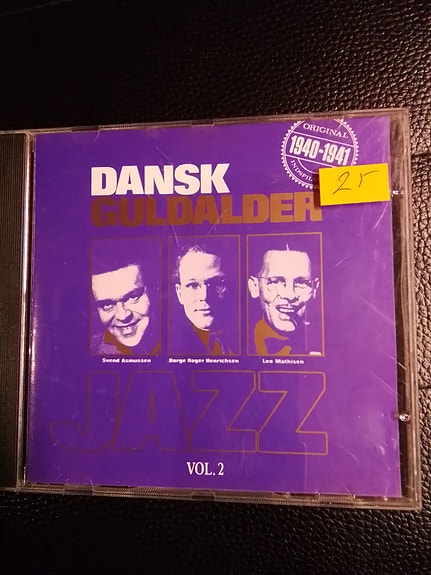 ORIGINAL
1940-1941
25
DANSK
GULDALDER
Svend Asmussen
Børge Roger Henrichsen
Leo Mathisen
JAZZ
VOL. 2